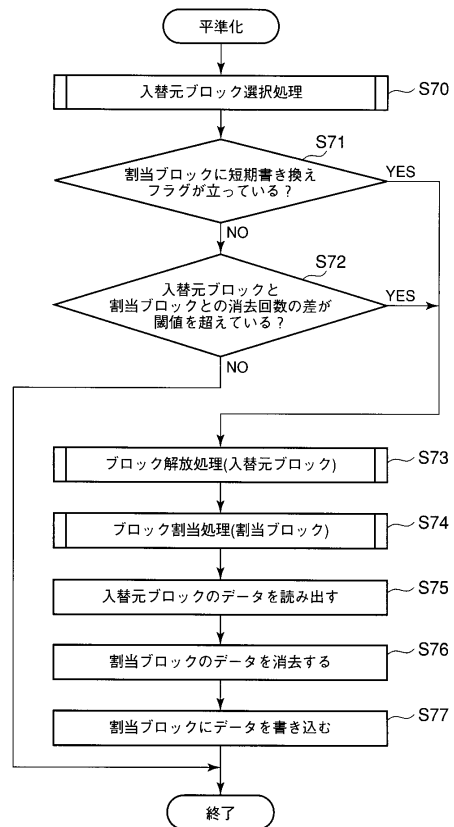 平準化
入替元ブロック選択処理
S70
S71
割当ブロックに短期書き換え
フラグが立っている？
YES
NO
S72
入替元ブロックと
割当ブロックとの消去回数の差が
閾値を超えている？
YES
NO
ブロック解放処理(入替元ブロック)
S73
ブロック割当処理(割当ブロック)
S74
入替元ブロックのデータを読み出す
S75
割当ブロックのデータを消去する
S76
割当ブロックにデータを書き込む
S77
終了